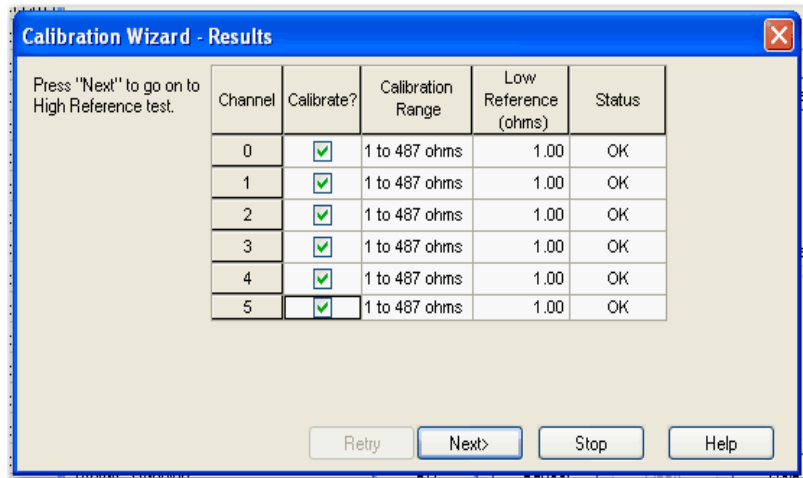 Calibration Wizard - Results
Press "Next" to go on to
High Reference test.
Channel Calibrate? Calibration Range Low Reference (ohms) Status
0 1 to 487 ohms 1.00 OK
1 1 to 487 ohms 1.00 OK
2 1 to 487 ohms 1.00 OK
3 1 to 487 ohms 1.00 OK
4 1 to 487 ohms 1.00 OK
5 1 to 487 ohms 1.00 OK
Retry Next> Stop Help